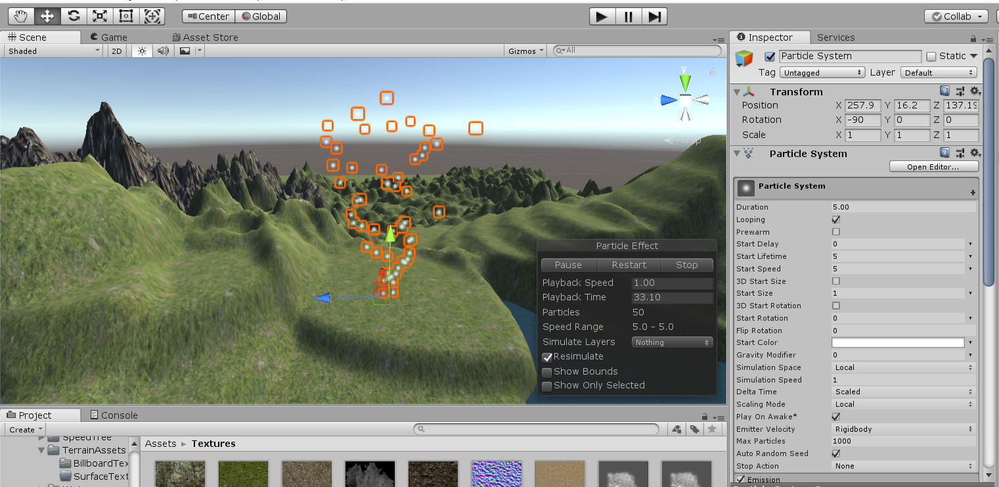 Center Global Collab
Scene Game Asset Store
Shaded 2D Gizmos All
y
z
Persp
Particle Effect
Pause Restart Stop
Playback Speed 1.00
Playback Time 33.10
Particles 50
Speed Range 5.0 - 5.0
Simulate Layers Nothing
Resimulate
Show Bounds
Show Only Selected
Inspector Services
Particle System Static
Tag Untagged Layer Default
Transform
Position X 257.9 Y 16.2 Z 137.19
Rotation X -90 Y 0 Z 0
Scale X 1 Y 1 Z 1
Particle System
Open Editor...
Particle System
Duration 5.00
Looping
Prewarm
Start Delay 0
Start Lifetime 5
Start Speed 5
3D Start Size
Start Size 1
3D Start Rotation
Start Rotation 0
Flip Rotation 0
Start Color
Gravity Modifier 0
Simulation Space Local
Simulation Speed 1
Delta Time Scaled
Scaling Mode Local
Play On Awake*
Emitter Velocity Rigidbody
Max Particles 1000
Auto Random Seed
Stop Action None
Emission
Project Console
Create
SpeedTree
TerrainAssets
BillboardTex
SurfaceText
Assets Textures